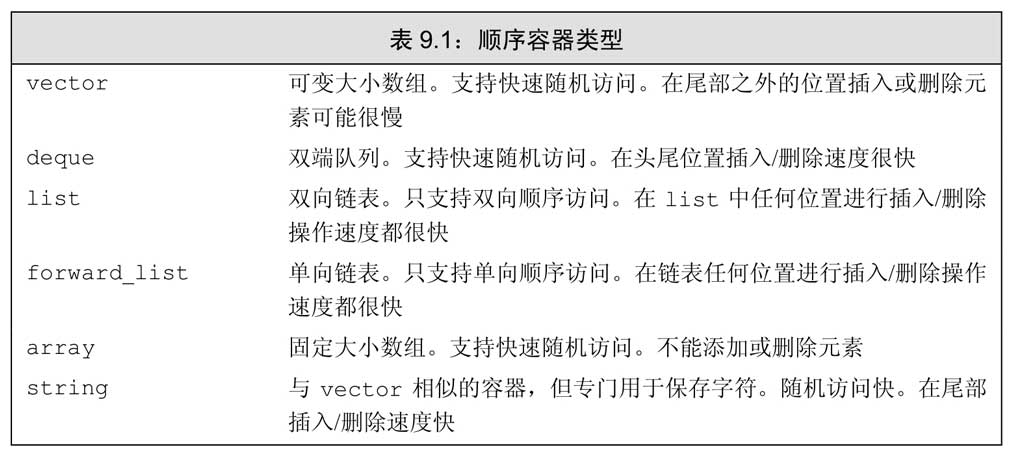 表 9.1：顺序容器类型
vector 可变大小数组。支持快速随机访问。在尾部之外的位置插入或删除元
素可能很慢
deque 双端队列。支持快速随机访问。在头尾位置插入/删除速度很快
list 双向链表。只支持双向顺序访问。在 list 中任何位置进行插入/删除
操作速度都很快
forward_list 单向链表。只支持单向顺序访问。在链表任何位置进行插入/删除操作
速度都很快
array 固定大小数组。支持快速随机访问。不能添加或删除元素
string 与 vector 相似的容器，但专门用于保存字符。随机访问快。在尾部
插入/删除速度快